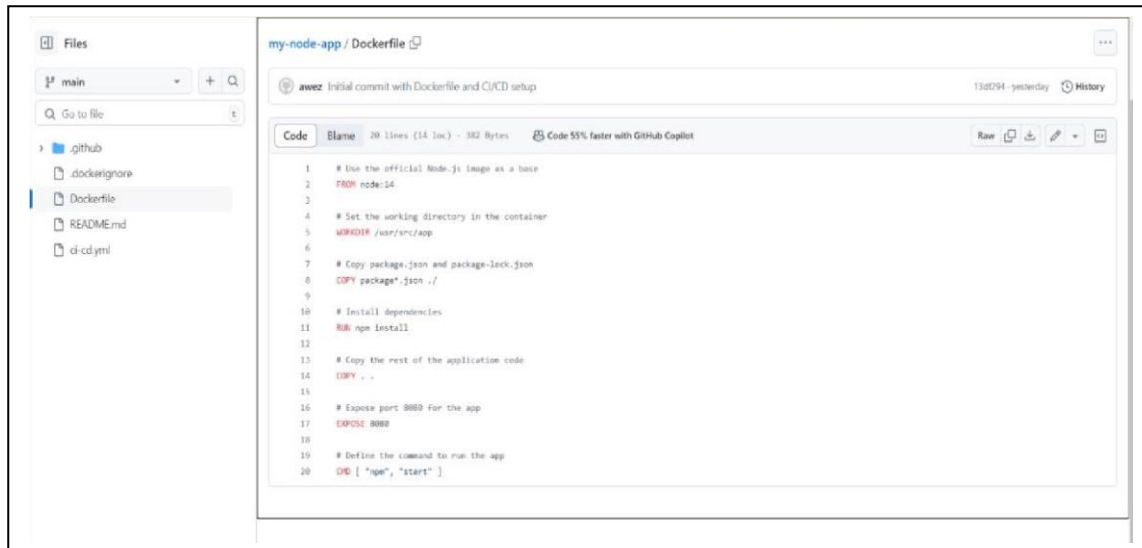 Files
main
Go to file
t
.github
.dockerignore
Dockerfile
README.md
ci-cd.yml
my-node-app / Dockerfile
awez Initial commit with Dockerfile and CI/CD setup
13df294 · yesterday
History
Code
Blame
20 lines (14 loc) · 382 Bytes
Code 55% faster with GitHub Copilot
Raw
1 # Use the official Node.js image as a base
2 FROM node:14
3
4 # Set the working directory in the container
5 WORKDIR /usr/src/app
6
7 # Copy package.json and package-lock.json
8 COPY package*.json ./
9
10 # Install dependencies
11 RUN npm install
12
13 # Copy the rest of the application code
14 COPY . .
15
16 # Expose port 8080 for the app
17 EXPOSE 8080
18
19 # Define the command to run the app
20 CMD [ "npm", "start" ]